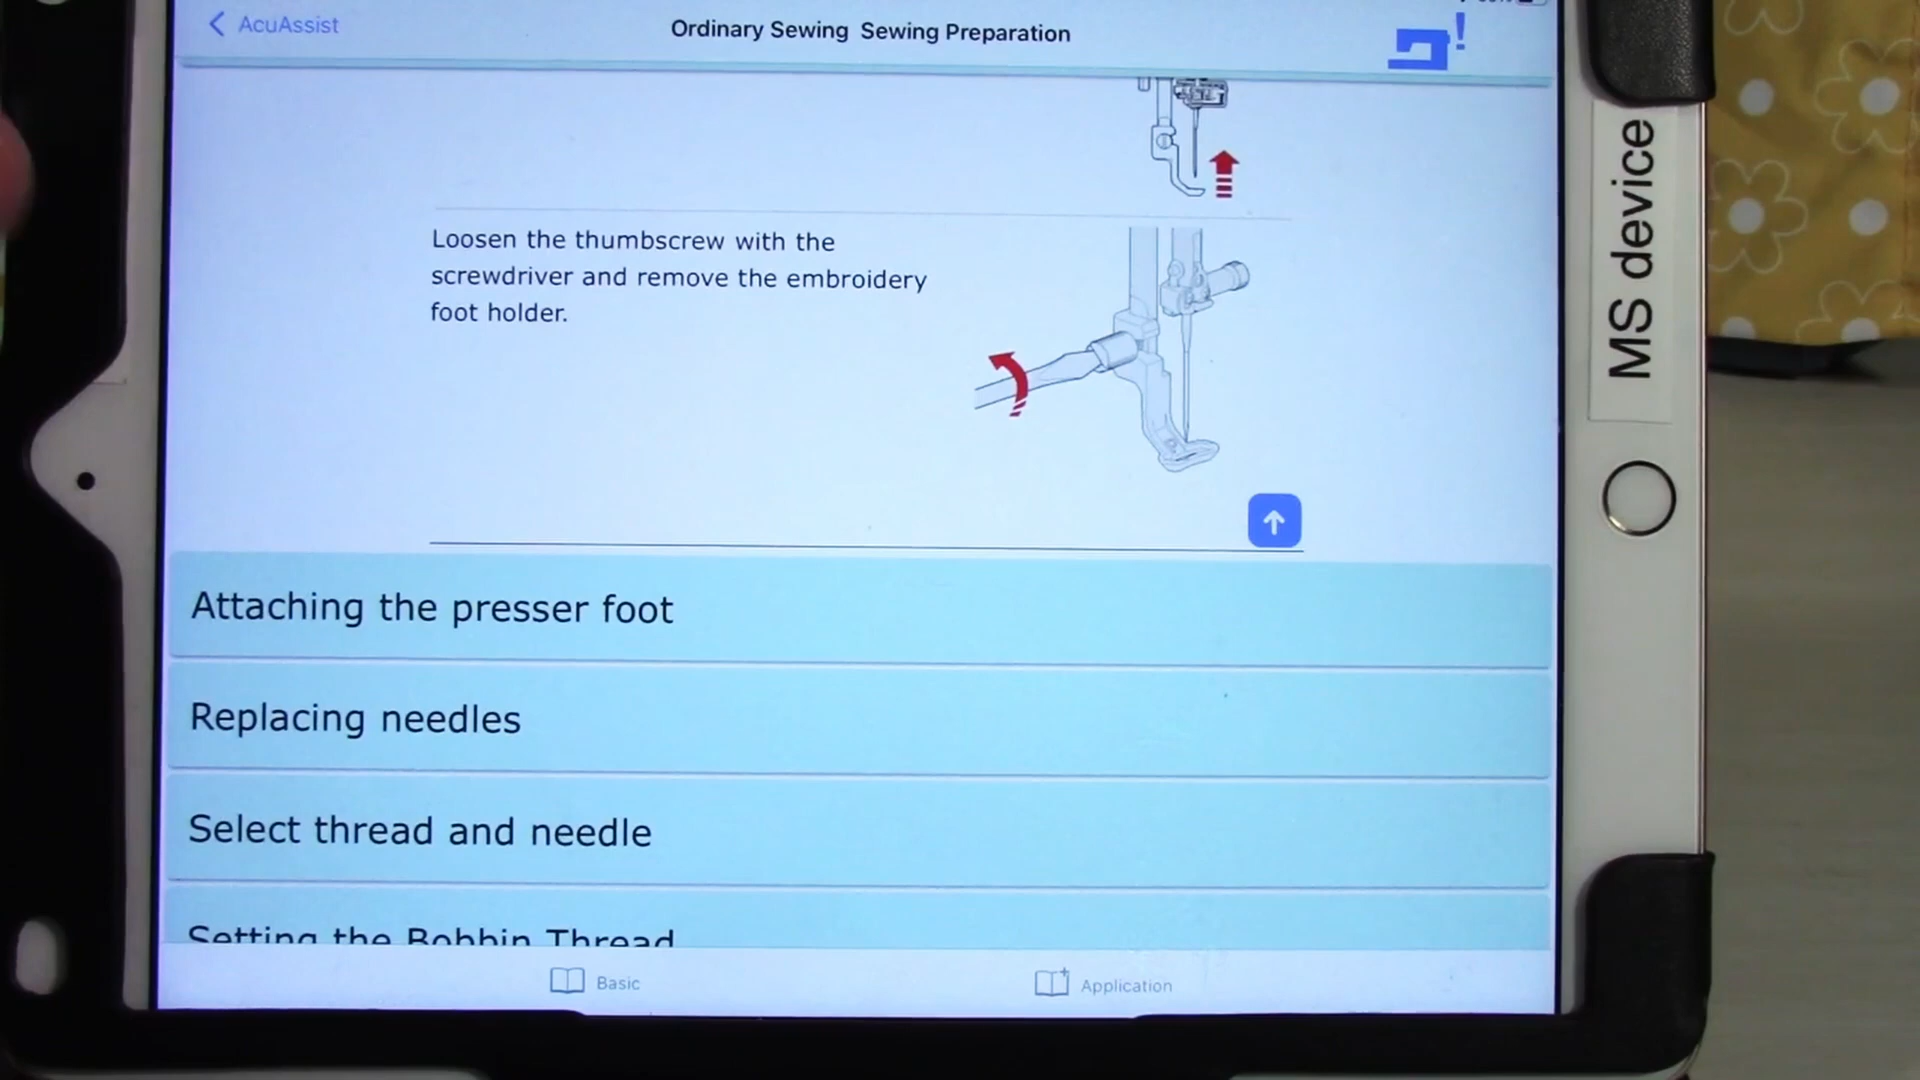 AcuAssist
Ordinary Sewing Sewing Preparation
Loosen the thumbscrew with the
screwdriver and remove the embroidery
foot holder.
Attaching the presser foot
Replacing needles
Select thread and needle
Setting the Bobbin Thread
Basic
Application
MS device